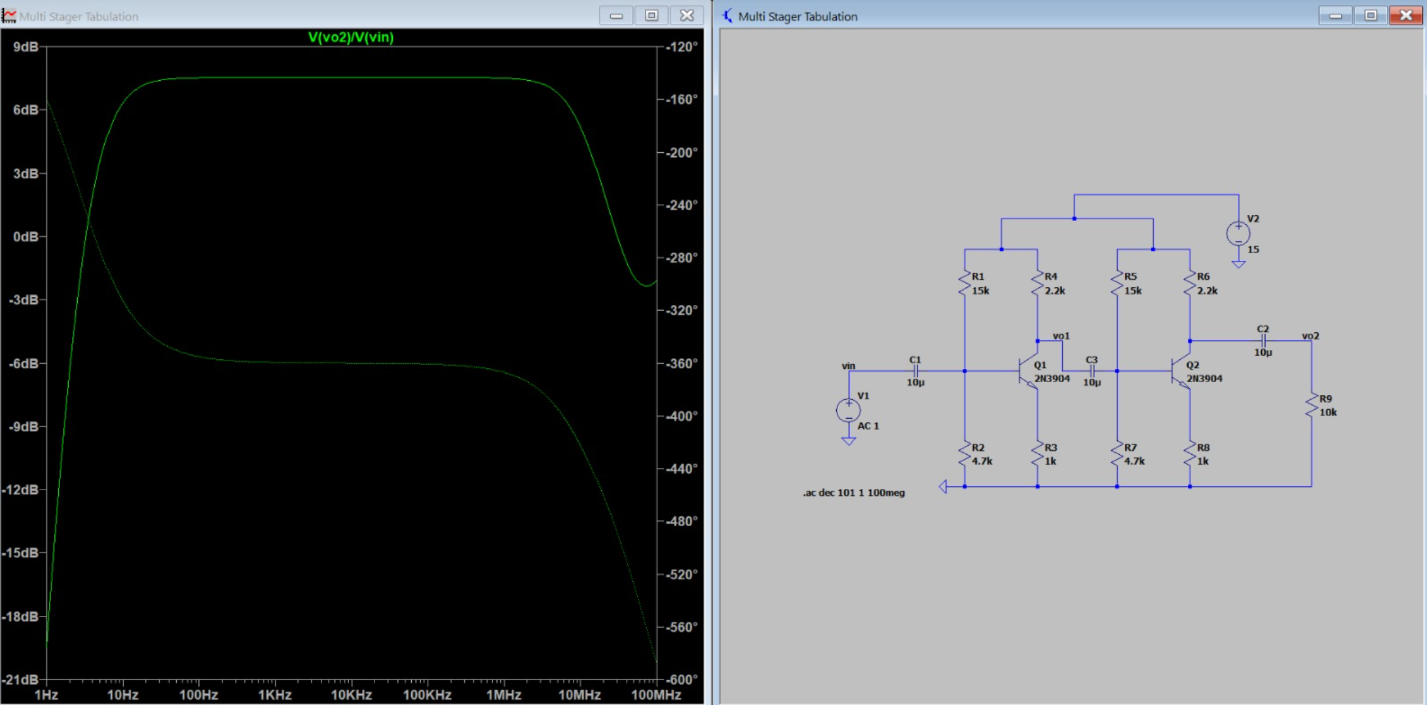 Multi Stager Tabulation
V(vo2)/V(vin)
9dB
6dB
3dB
0dB
-3dB
-6dB
-9dB
-12dB
-15dB
-18dB
-21dB
-120°
-160°
-200°
-240°
-280°
-320°
-360°
-400°
-440°
-480°
-520°
-560°
-600°
1Hz 10Hz 100Hz 1KHz 10KHz 100KHz 1MHz 10MHz 100MHz
Multi Stager Tabulation
V2
15
R1
15k
R4
2.2k
R5
15k
R6
2.2k
vin
C1
10µ
vo1
Q1
2N3904
C3
10µ
Q2
2N3904
C2
10µ
vo2
V1
AC 1
R9
10k
R2
4.7k
R3
1k
R7
4.7k
R8
1k
.ac dec 101 1 100meg